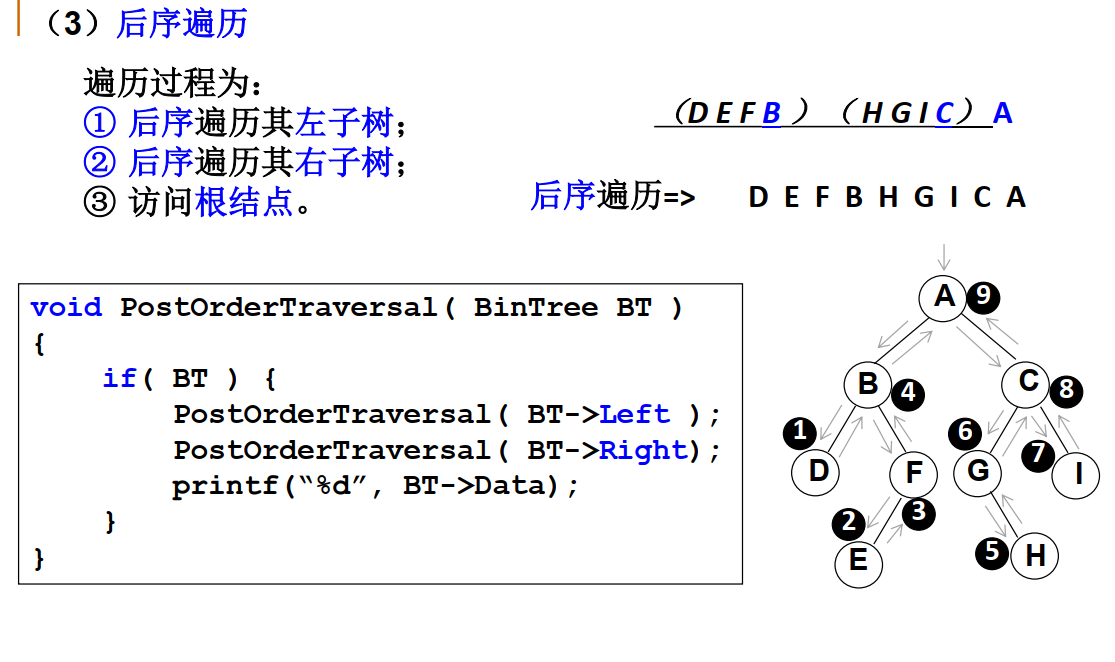 （3）后序遍历
遍历过程为:
① 后序遍历其左子树;
② 后序遍历其右子树;
③ 访问根结点。
（D E F B ）（H G I C ）A
后序遍历=> D E F B H G I C A
void PostOrderTraversal( BinTree BT )
{
if( BT ) {
PostOrderTraversal( BT->Left );
PostOrderTraversal( BT->Right);
printf(“%d”, BT->Data);
}
}
A 9
B 4 C 8
1 6 7
D F G I
2 3 5
E H